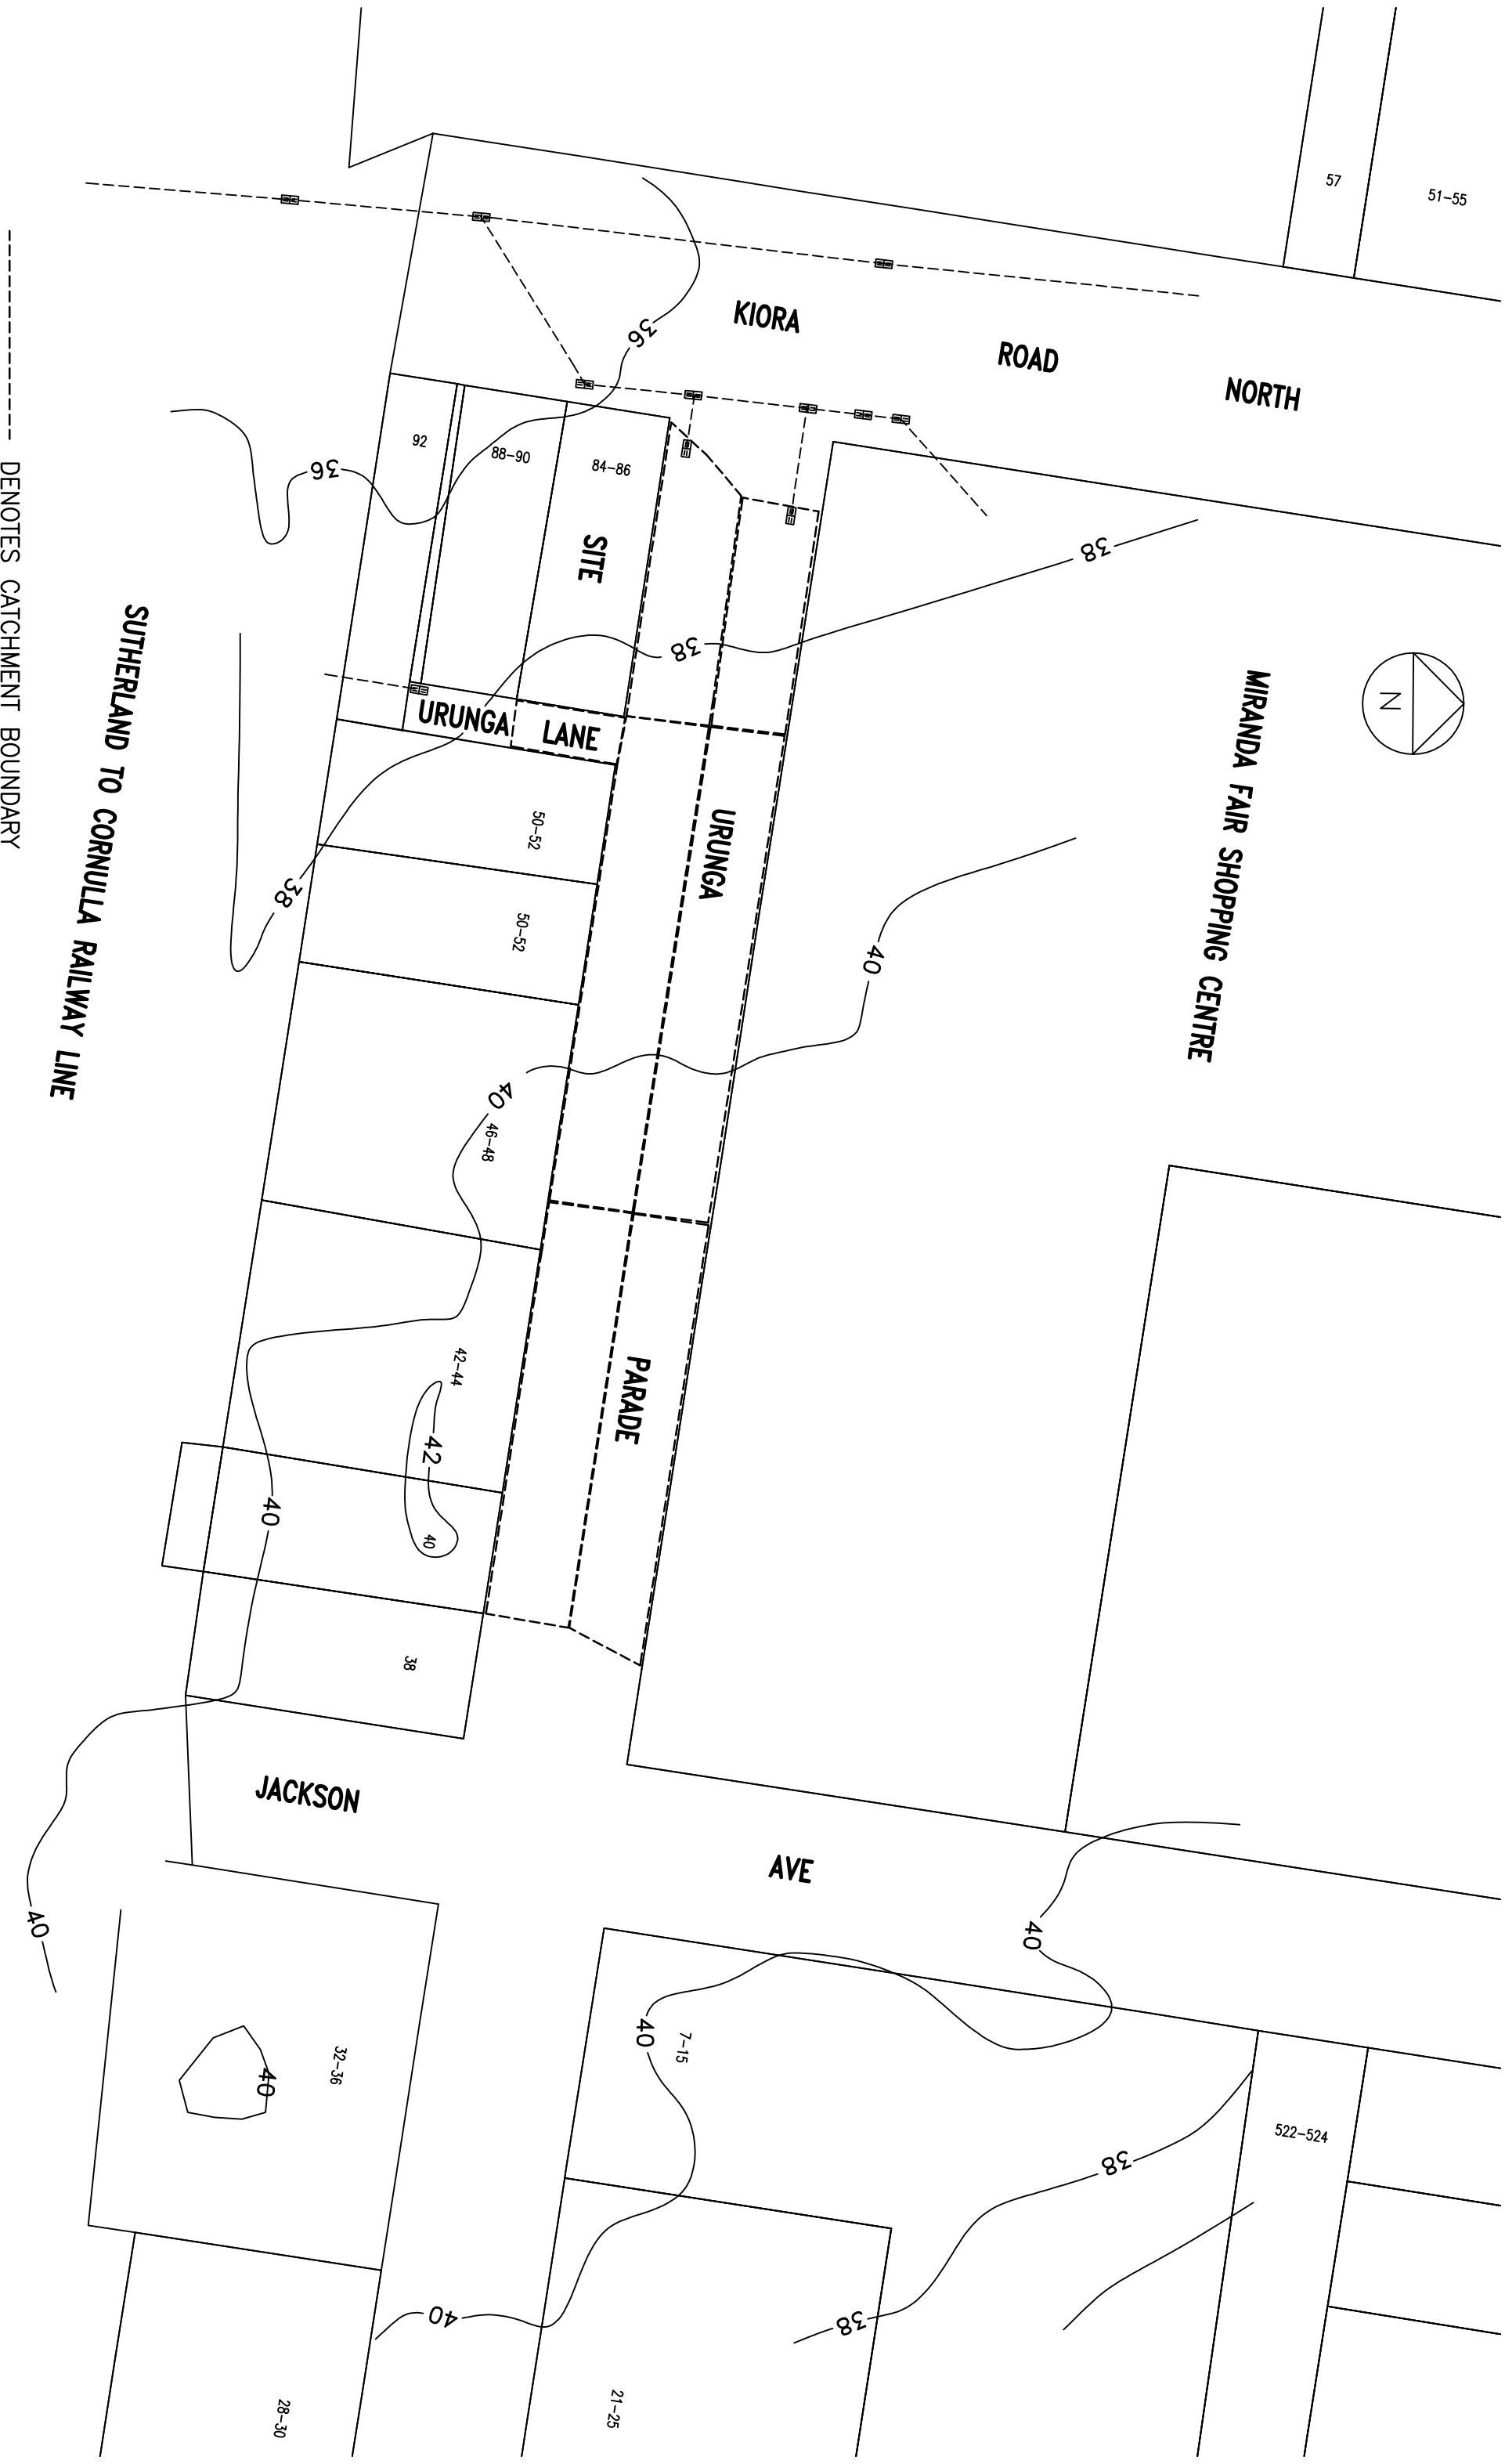 57
51-55
KIORA
ROAD
NORTH
36
92
88-90
84-86
SITE
36
38
38
N
MIRANDA FAIR SHOPPING CENTRE
URUNGA
LANE
URUNGA
50-52
50-52
38
40
40
46-48
SUTHERLAND TO CORNULLA RAILWAY LINE
DENOTES CATCHMENT BOUNDARY
42-44
PARADE
42
40
40
38
JACKSON
AVE
40
40
40
7-15
32-36
40
522-524
38
38
40
28-30
21-25